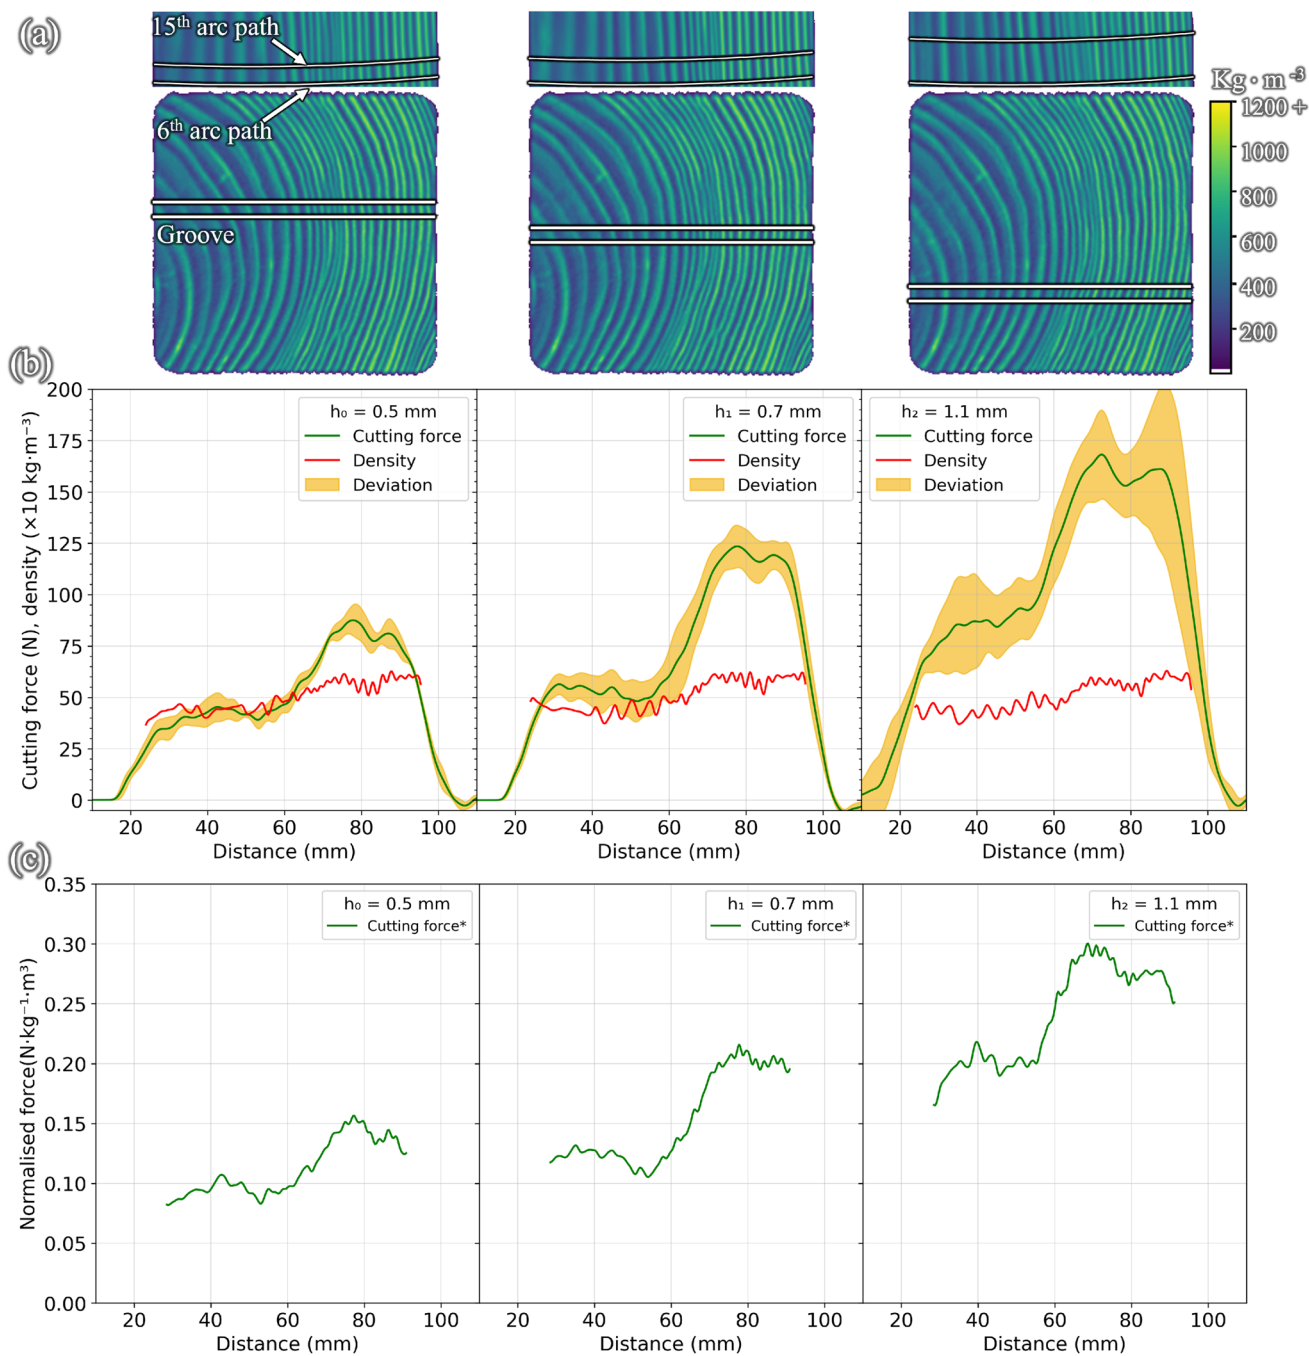 (a)
15th arc path
6th arc path
Groove
Kg · m⁻³
1200 +
1000
800
600
400
200
(b)
Cutting force (N), density (×10 kg·m⁻³)
200
175
150
125
100
75
50
25
0
h₀ = 0.5 mm
Cutting force
Density
Deviation
h₁ = 0.7 mm
Cutting force
Density
Deviation
h₂ = 1.1 mm
Cutting force
Density
Deviation
20 40 60 80 100
20 40 60 80 100
20 40 60 80 100
Distance (mm)
Distance (mm)
Distance (mm)
(c)
Normalised force(N·kg⁻¹·m³)
0.35
0.30
0.25
0.20
0.15
0.10
0.05
0.00
h₀ = 0.5 mm
Cutting force*
h₁ = 0.7 mm
Cutting force*
h₂ = 1.1 mm
Cutting force*
20 40 60 80 100
20 40 60 80 100
20 40 60 80 100
Distance (mm)
Distance (mm)
Distance (mm)